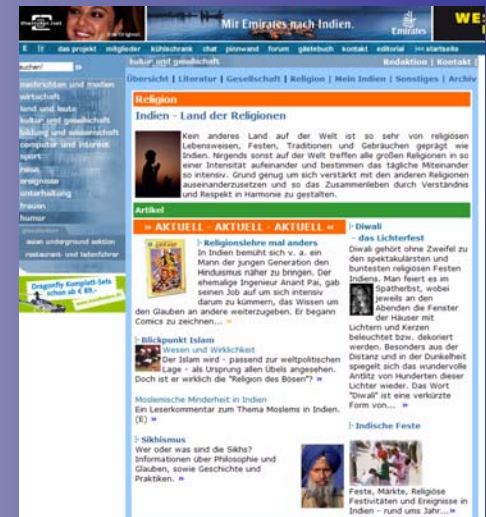 the indernet
Das Original.
Mit Emirates nach Indien.
Emirates
WE
das projekt mitglieder kühlschrank chat pinnwand forum gästebuch kontakt editorial >>> startseite
suchen!
kultur und gesellschaft
Redaktion | Kontakt |
Übersicht | Literatur | Gesellschaft | Religion | Mein Indien | Sonstiges | Archiv
nachrichten und medien
wirtschaft
land und leute
kultur und gesellschaft
bildung und wissenschaft
computer und internet
sport
reise
ereignisse
unterhaltung
frauen
humor
asian underground sektion
restaurant- und ladenführer
Dragonfly Komplett-Sets
schon ab € 89,-
Religion
Indien - Land der Religionen
Kein anderes Land auf der Welt ist so sehr von religiösen
Lebensweisen, Festen, Traditionen und Gebräuchen geprägt wie
Indien. Nirgends sonst auf der Welt treffen alle großen Religionen in so
einer Intensität aufeinander und bestimmen das tägliche Miteinander
so intensiv. Grund genug um sich verstärkt mit den anderen Religionen
auseinanderzusetzen und so das Zusammenleben durch Verständnis
und Respekt in Harmonie zu gestalten.
Artikel
» AKTUELL - AKTUELL - AKTUELL «
Religionslehre mal anders
In Indien bemüht sich v. a. ein
Mann der jungen Generation den
Hinduismus näher zu bringen. Der
ehemalige Ingenieur Anant Pai, gab
seinen Job auf um sich intensiv
darum zu kümmern, das Wissen um
den Glauben an andere weiterzugeben. Er begann
Comics zu zeichnen... »
Blickpunkt Islam
Wesen und Wirklichkeit
Der Islam wird - passend zur weltpolitischen
Lage - als Ursprung allen Übels angesehen.
Doch ist er wirklich die "Religion des Bösen"? »
Moslemische Minderheit in Indien
Ein Leserkommentar zum Thema Moslems in Indien.
(E) »
Sikhismus
Wer oder was sind die Sikhs?
Informationen über Philosophie und
Glauben, sowie Geschichte und
Praktiken. »
Diwali
- das Lichterfest
Diwali gehört ohne Zweifel zu
den spektakulärsten und
buntesten religiösen Festen
Indiens. Man feiert es im
Spätherbst, wobei
jeweils an den
Abenden die Fenster
der Häuser mit
Lichtern und Kerzen
beleuchtet bzw. dekoriert
werden. Besonders aus der
Distanz und in der Dunkelheit
spiegelt sich das wundervolle
Antlitz von Hunderten dieser
Lichter wieder. Das Wort
"Diwali" ist eine verkürzte
Form von... »
Indische Feste
Feste, Märkte, Religiöse
Festivitäten und Ereignisse in
Indien - rund ums Jahr...»